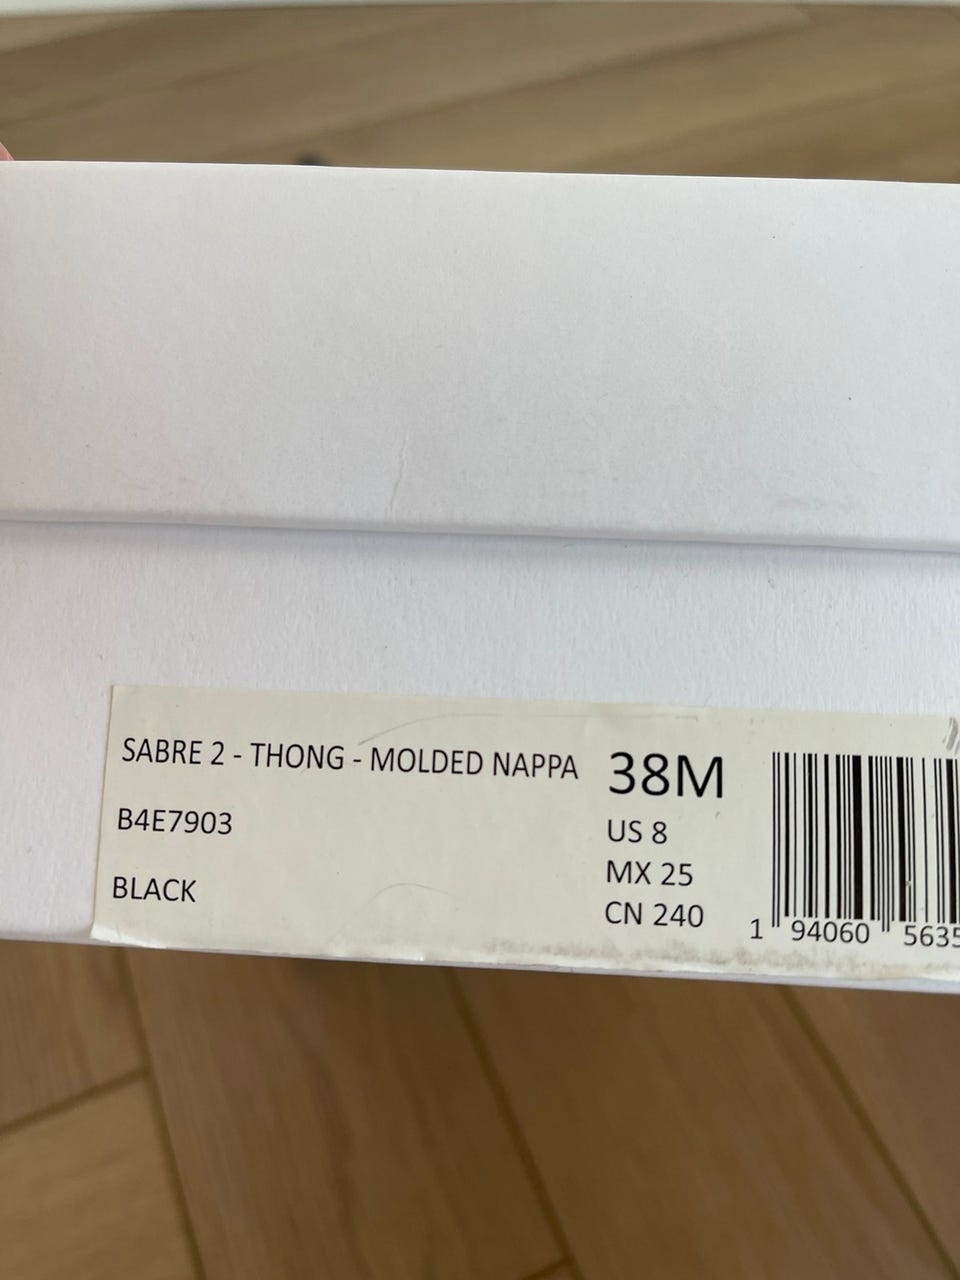 SABRE 2 - THONG - MOLDED NAPPA
B4E7903
BLACK
38M
US 8
MX 25
CN 240
1 94060 5635